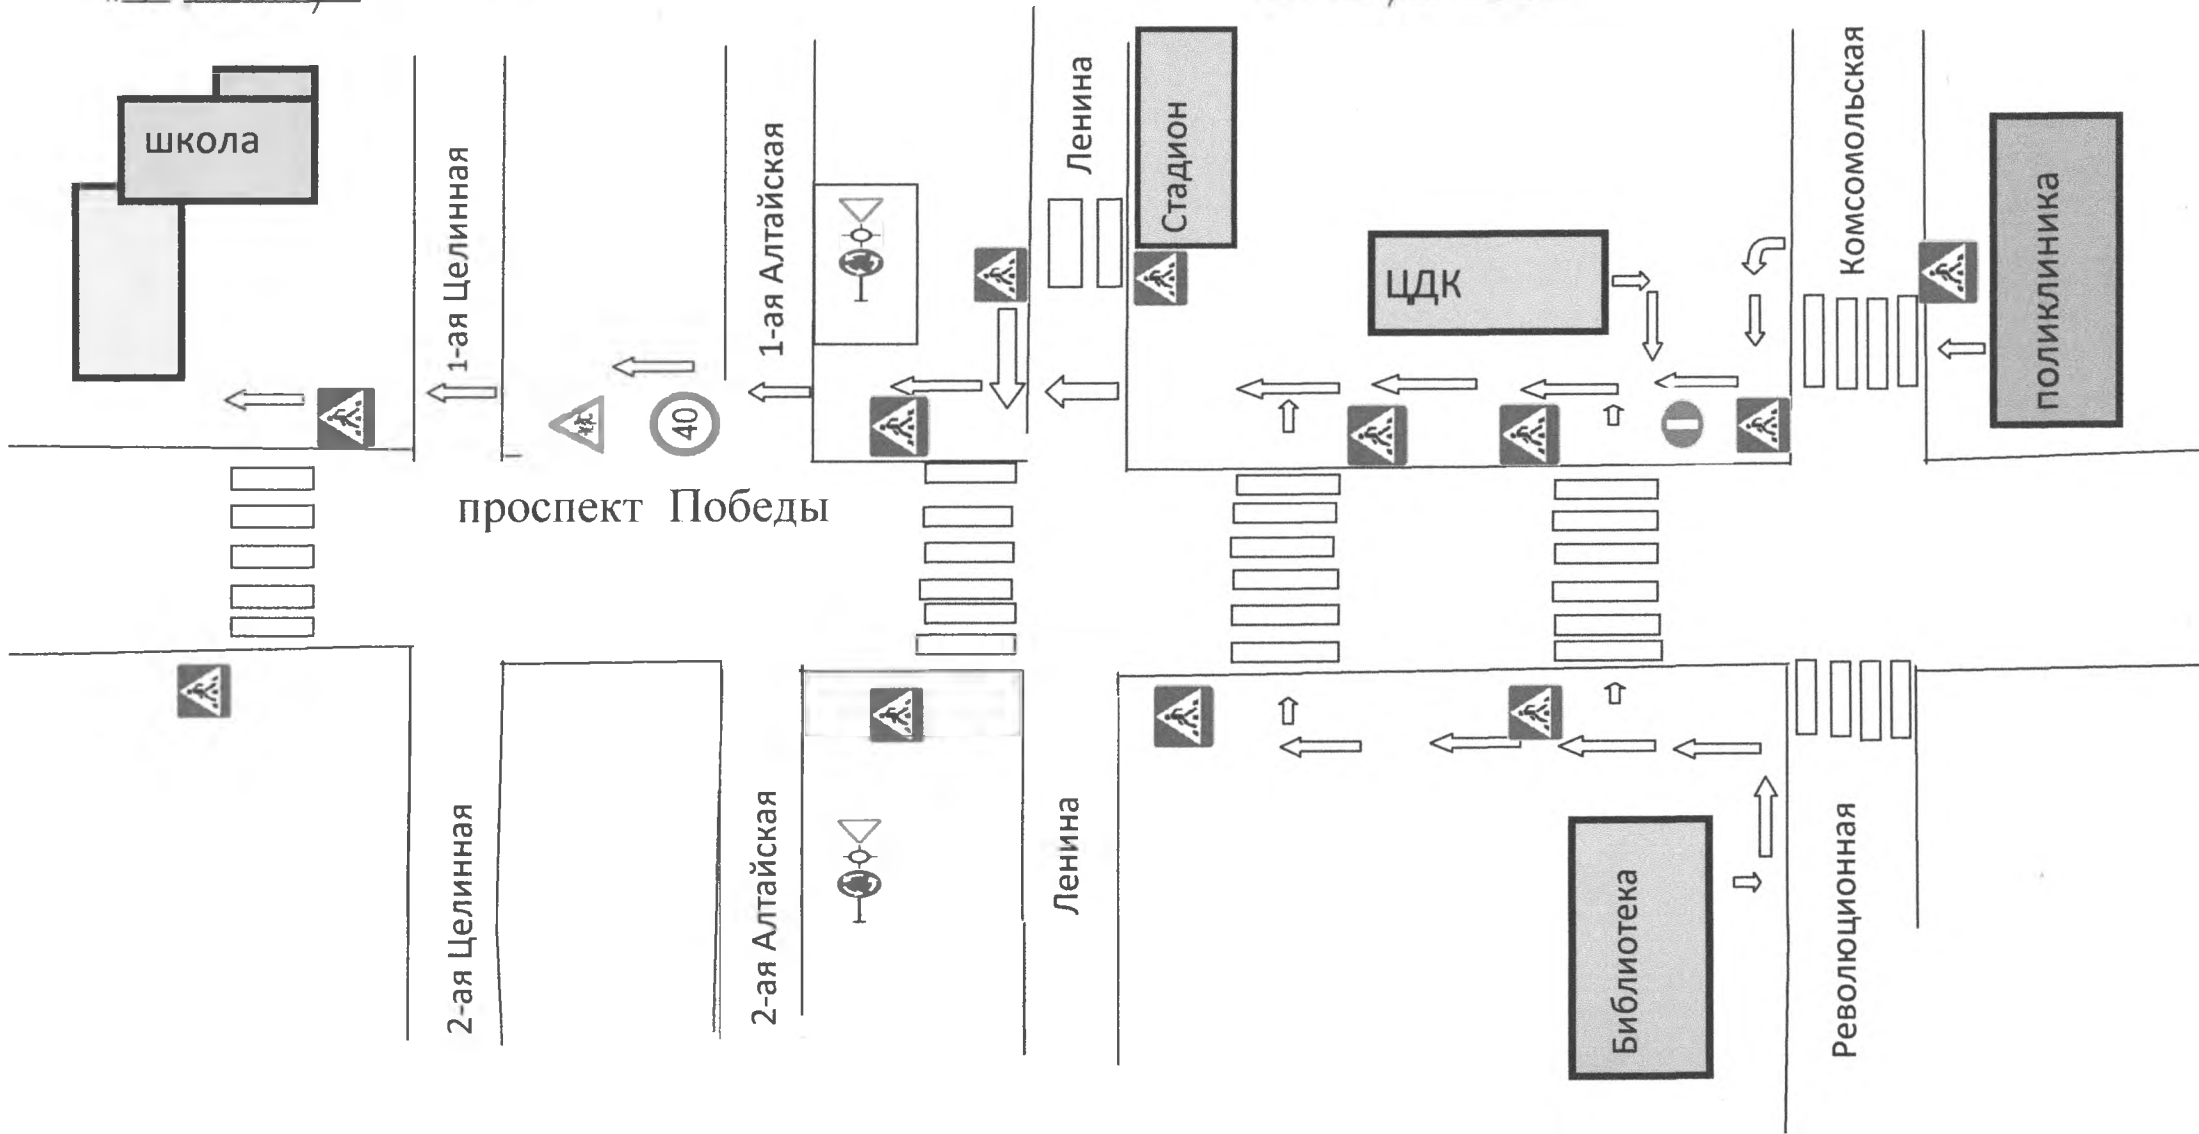 школа
1-ая Целинная
1-ая Алтайская
Ленина
Стадион
ЦДК
Комсомольская
поликлиника
40
проспект Победы
2-ая Целинная
2-ая Алтайская
Ленина
Библиотека
Революционная